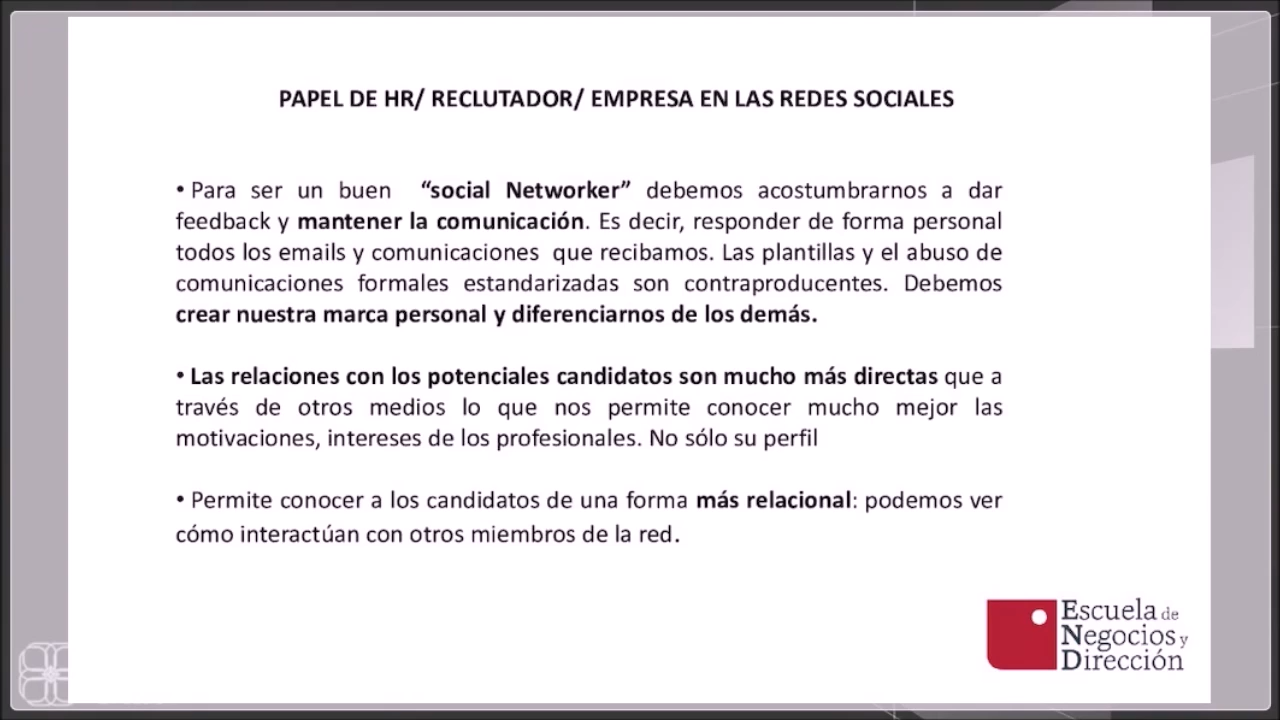 PAPEL DE HR/ RECLUTADOR/ EMPRESA EN LAS REDES SOCIALES
• Para ser un buen “social Networker” debemos acostumbrarnos a dar
feedback y mantener la comunicación. Es decir, responder de forma personal
todos los emails y comunicaciones que recibamos. Las plantillas y el abuso de
comunicaciones formales estandarizadas son contraproducentes. Debemos
crear nuestra marca personal y diferenciarnos de los demás.
• Las relaciones con los potenciales candidatos son mucho más directas que a
través de otros medios lo que nos permite conocer mucho mejor las
motivaciones, intereses de los profesionales. No sólo su perfil
• Permite conocer a los candidatos de una forma más relacional: podemos ver
cómo interactúan con otros miembros de la red.
Escuela de
Negocios y
Dirección